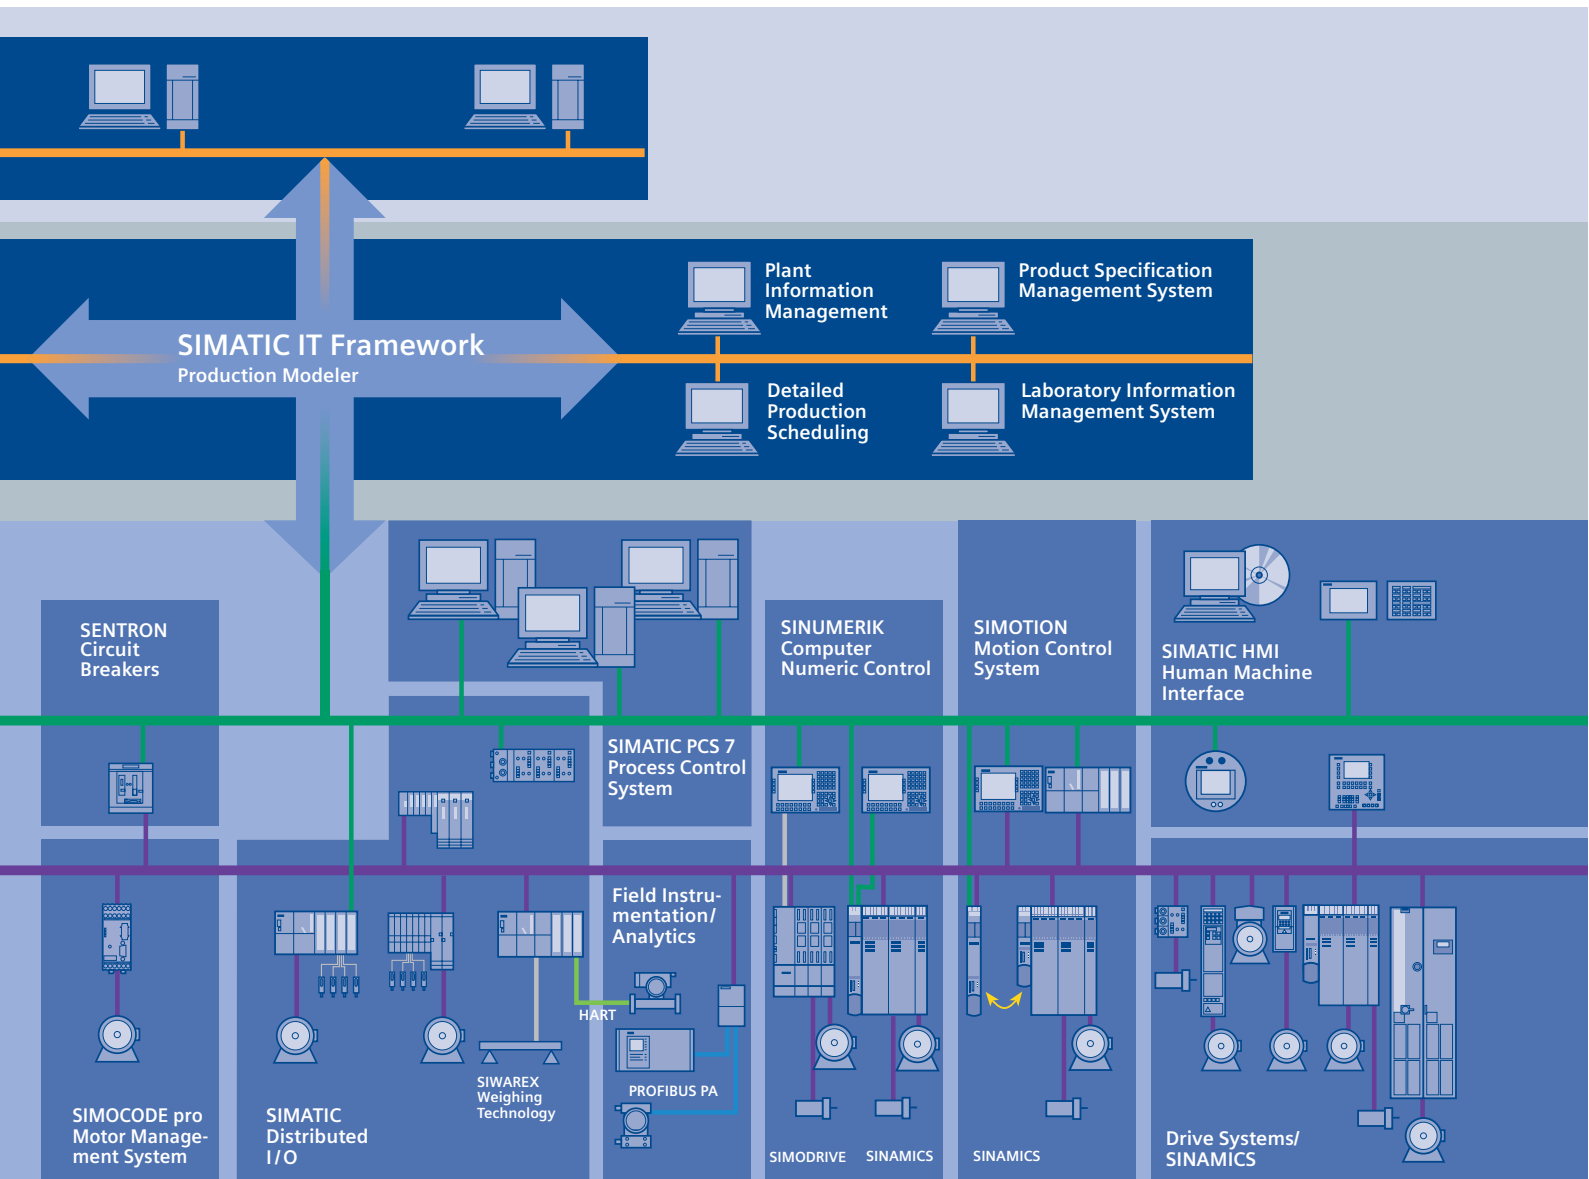 Plant
Information
Management
Product Specification
Management System
SIMATIC IT Framework
Production Modeler
Detailed
Production
Scheduling
Laboratory Information
Management System
SENTRON
Circuit
Breakers
SINUMERIK
Computer
Numeric Control
SIMOTION
Motion Control
System
SIMATIC HMI
Human Machine
Interface
SIMATIC PCS 7
Process Control
System
Field Instru-
mentation/
Analytics
HART
PROFIBUS PA
SIWAREX
Weighing
Technology
SIMOCODE pro
Motor Manage-
ment System
SIMATIC
Distributed
I/O
SIMODRIVE
SINAMICS
SINAMICS
Drive Systems/
SINAMICS